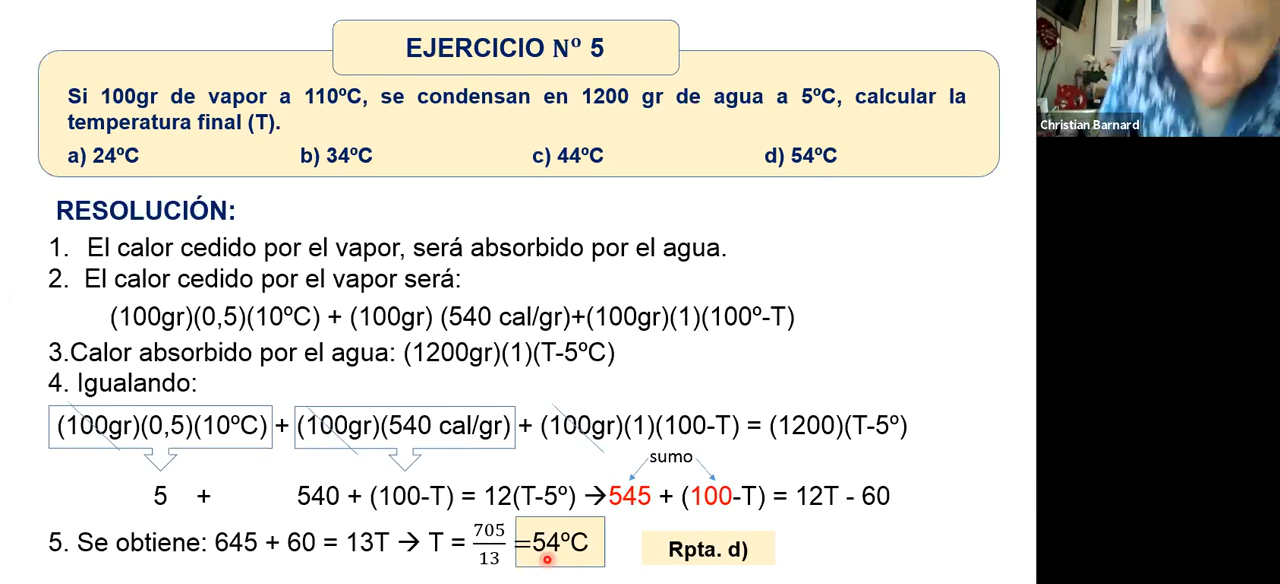 EJERCICIO Nº 5
Si 100gr de vapor a 110ºC, se condensan en 1200 gr de agua a 5ºC, calcular la
temperatura final (T).
a) 24ºC b) 34ºC c) 44ºC d) 54ºC
Christian Barnard
RESOLUCIÓN:
1. El calor cedido por el vapor, será absorbido por el agua.
2. El calor cedido por el vapor será:
(100gr)(0,5)(10ºC) + (100gr) (540 cal/gr)+(100gr)(1)(100º-T)
3.Calor absorbido por el agua: (1200gr)(1)(T-5ºC)
4. Igualando:
(100gr)(0,5)(10ºC) + (100gr)(540 cal/gr) + (100gr)(1)(100-T) = (1200)(T-5º)
sumo
5 + 540 + (100-T) = 12(T-5º) →545 + (100-T) = 12T - 60
5. Se obtiene: 645 + 60 = 13T → T = 705/13 =54ºC
Rpta. d)